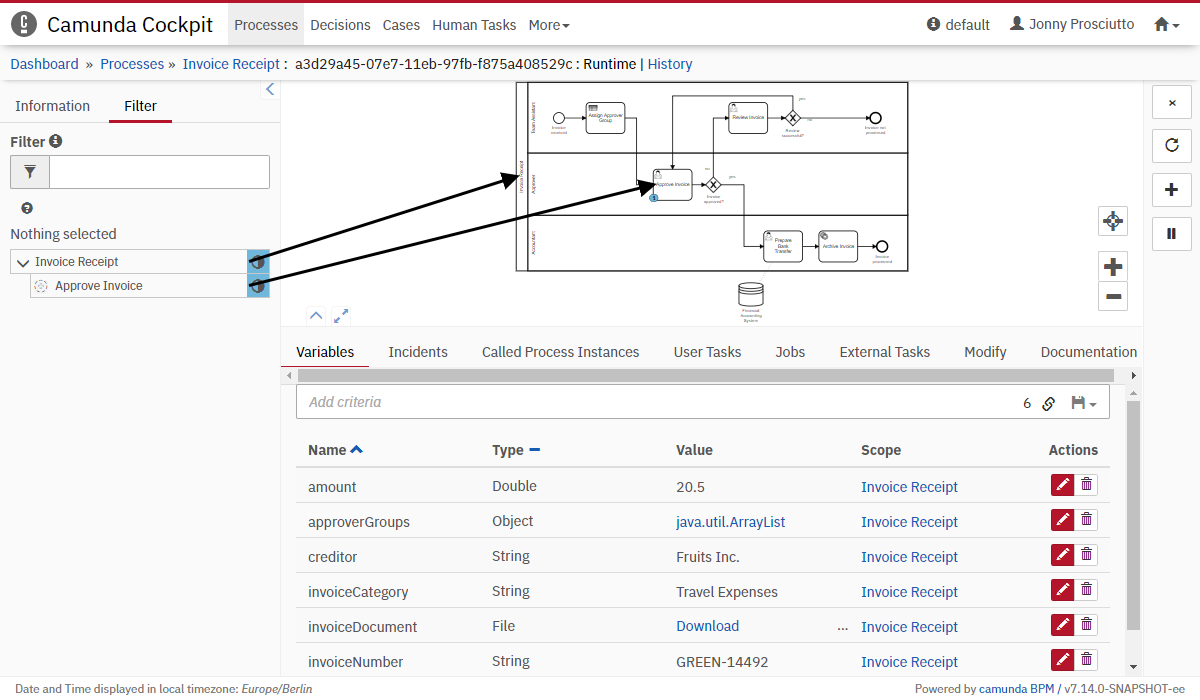 Camunda Cockpit Processes Decisions Cases Human Tasks More default Jonny Prosciutto
Dashboard » Processes » Invoice Receipt : a3d29a45-07e7-11eb-97fb-f875a408529c : Runtime | History
Information Filter
Filter
Nothing selected
Invoice Receipt
Approve Invoice
Invoice Receipt
Team Assistant
Approver
Accountant
Invoice
received
Assign Approver
Group
Review Invoice
yes
no
Review
successful?
Invoice not
processed
Approve Invoice
1
no
yes
Invoice
approved?
Prepare
Bank
Transfer
Archive Invoice
Invoice
processed
Financial
Accounting
System
Variables Incidents Called Process Instances User Tasks Jobs External Tasks Modify Documentation
Add criteria 6
Name Type Value Scope Actions
amount Double 20.5 Invoice Receipt
approverGroups Object java.util.ArrayList Invoice Receipt
creditor String Fruits Inc. Invoice Receipt
invoiceCategory String Travel Expenses Invoice Receipt
invoiceDocument File Download ... Invoice Receipt
invoiceNumber String GREEN-14492 Invoice Receipt
Date and Time displayed in local timezone: Europe/Berlin Powered by camunda BPM / v7.14.0-SNAPSHOT-ee